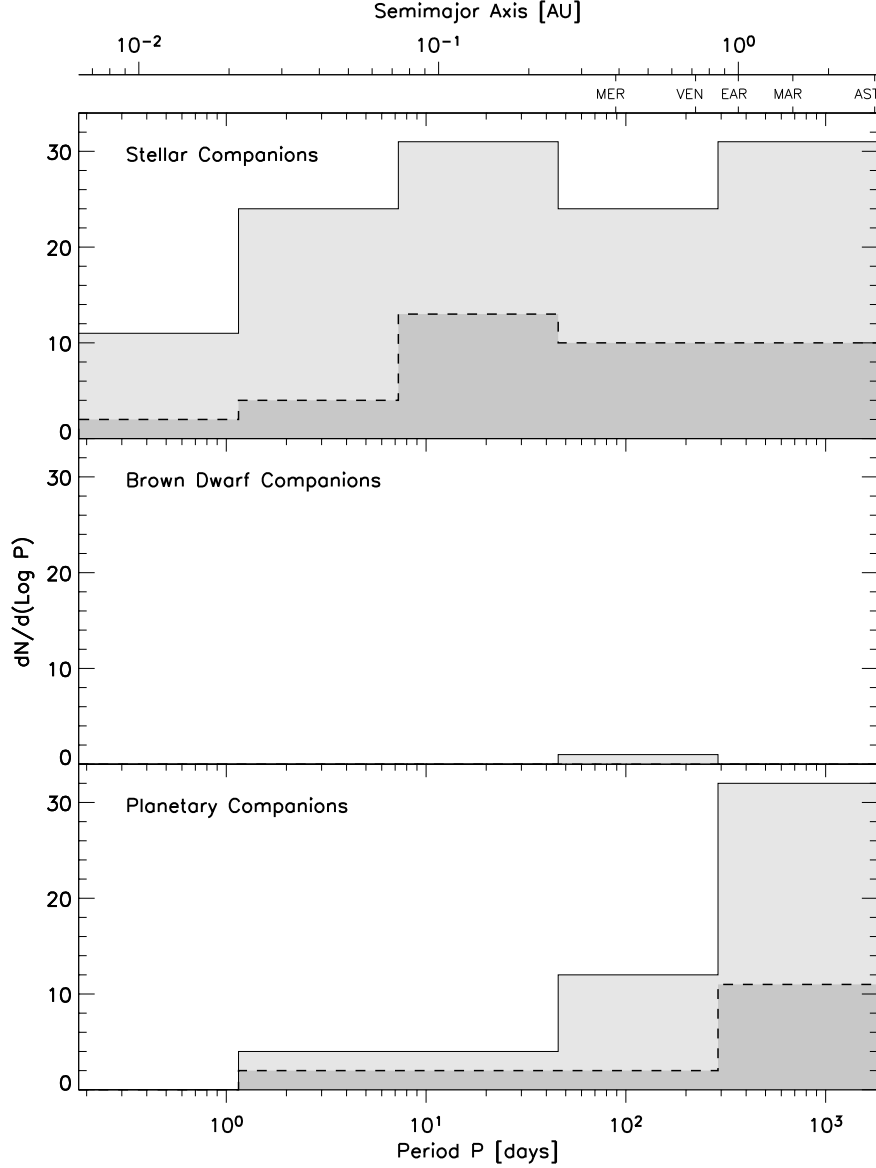 Semimajor Axis [AU]
10⁻² 10⁻¹ 10⁰
MER VEN EAR MAR AST
Stellar Companions
30
20
10
0
Brown Dwarf Companions
30
20
10
0
dN/d(Log P)
Planetary Companions
30
20
10
0
10⁰ 10¹ 10² 10³
Period P [days]